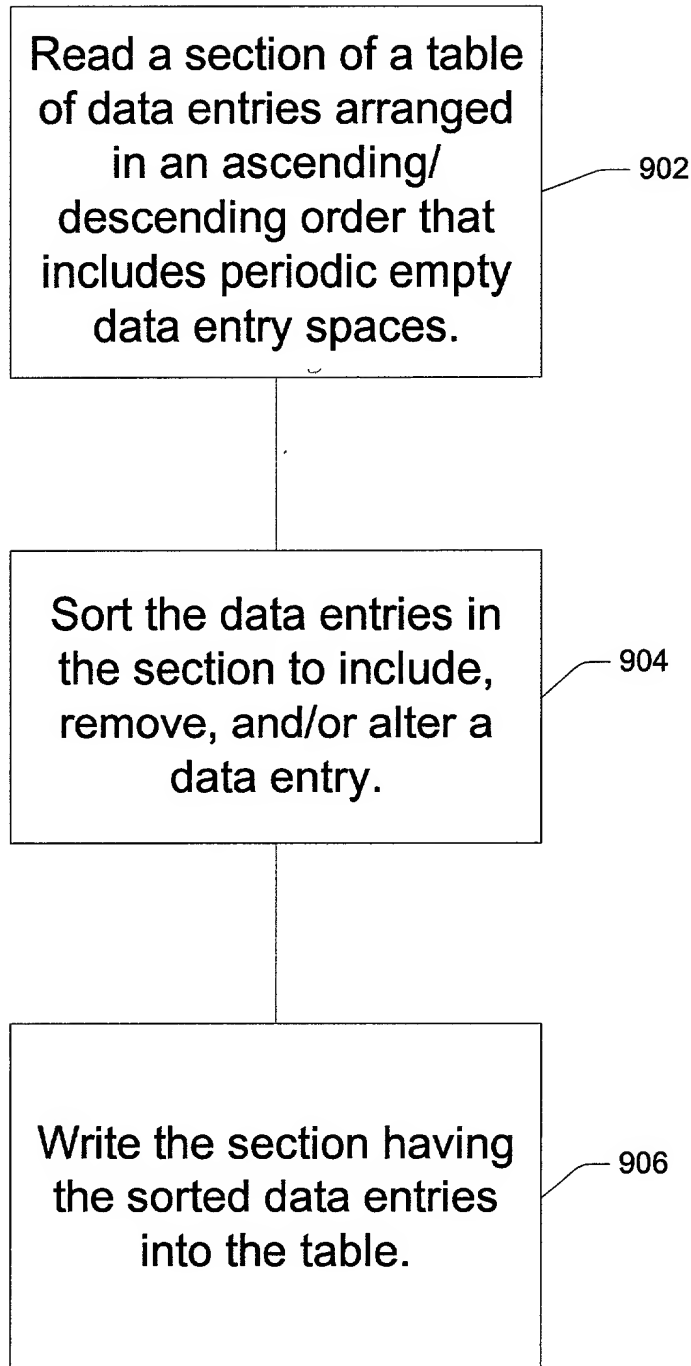 Read a section of a table
of data entries arranged
in an ascending/
descending order that
includes periodic empty
data entry spaces.
902
Sort the data entries in
the section to include,
remove, and/or alter a
data entry.
904
Write the section having
the sorted data entries
into the table.
906